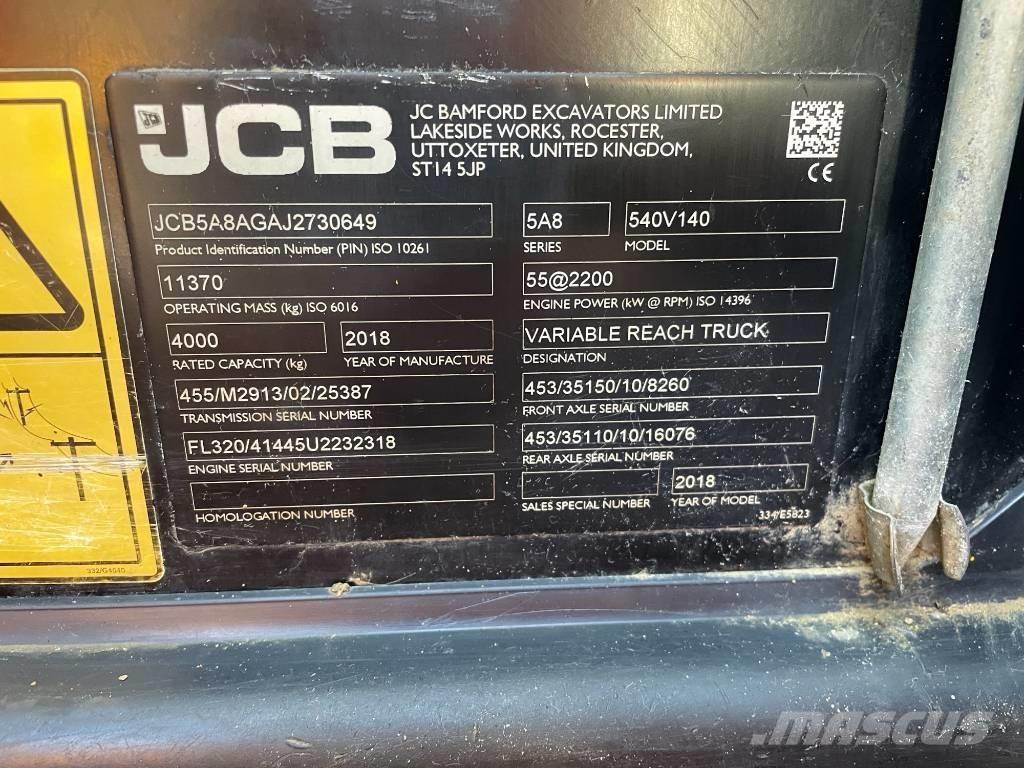 JCB
JC BAMFORD EXCAVATORS LIMITED
LAKESIDE WORKS, ROCESTER,
UTTOXETER, UNITED KINGDOM,
ST14 5JP
CE
JCB5A8AGAJ2730649
Product Identification Number (PIN) ISO 10261
5A8
SERIES
540V140
MODEL
11370
OPERATING MASS (kg) ISO 6016
55@2200
ENGINE POWER (kW @ RPM) ISO 14396
4000
RATED CAPACITY (kg)
2018
YEAR OF MANUFACTURE
VARIABLE REACH TRUCK
DESIGNATION
455/M2913/02/25387
TRANSMISSION SERIAL NUMBER
453/35150/10/8260
FRONT AXLE SERIAL NUMBER
FL320/41445U2232318
ENGINE SERIAL NUMBER
453/35110/10/16076
REAR AXLE SERIAL NUMBER
HOMOLOGATION NUMBER
SALES SPECIAL NUMBER
2018
YEAR OF MODEL
334/E5823
332/G4640
MASCUS